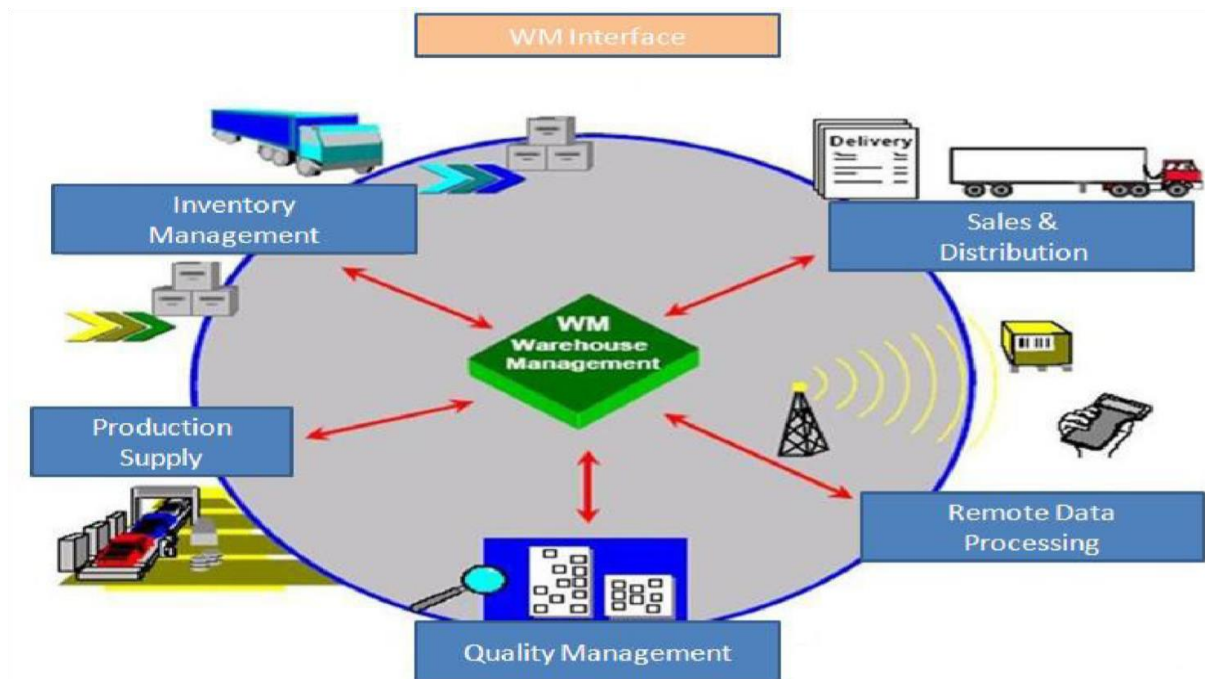 WM Interface
Delivery
Inventory
Management
Sales &
Distribution
WM
Warehouse
Management
Production
Supply
Remote Data
Processing
Quality Management